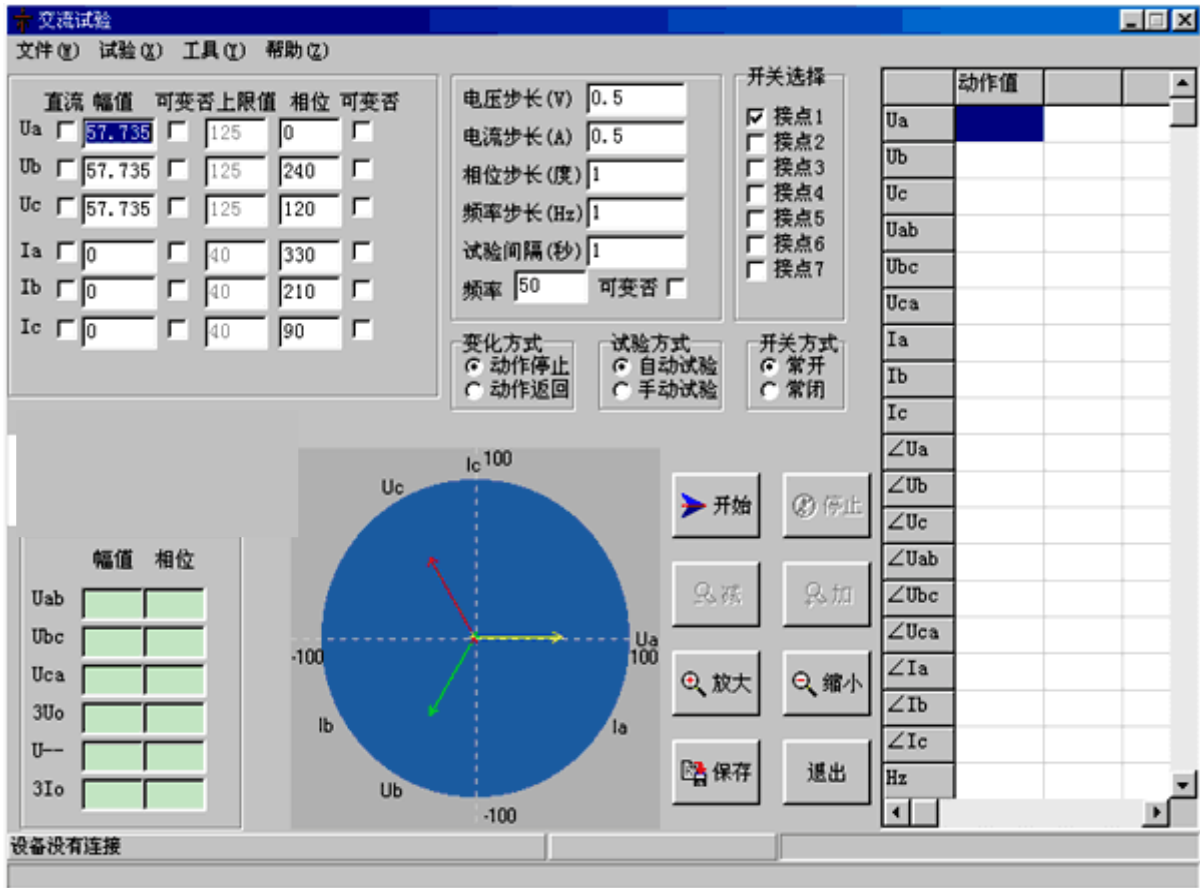 交流试验
文件(W) 试验(X) 工具(Y) 帮助(Z)
直流 幅值 可变否 上限值 相位 可变否
Ua 57.735 125 0
Ub 57.735 125 240
Uc 57.735 125 120
Ia 0 40 330
Ib 0 40 210
Ic 0 40 90
电压步长(V) 0.5
电流步长(A) 0.5
相位步长(度) 1
频率步长(Hz) 1
试验间隔(秒) 1
频率 50 可变否
开关选择
接点1
接点2
接点3
接点4
接点5
接点6
接点7
变化方式
动作停止
动作返回
试验方式
自动试验
手动试验
开关方式
常开
常闭
幅值 相位
Uab
Ubc
Uca
3Uo
U--
3Io
Ic 100
Uc
Ua
-100
100
Ib
Ia
Ub
-100
开始 停止
减 加
放大 缩小
保存 退出
动作值
Ua
Ub
Uc
Uab
Ubc
Uca
Ia
Ib
Ic
∠Ua
∠Ub
∠Uc
∠Uab
∠Ubc
∠Uca
∠Ia
∠Ib
∠Ic
Hz
设备没有连接